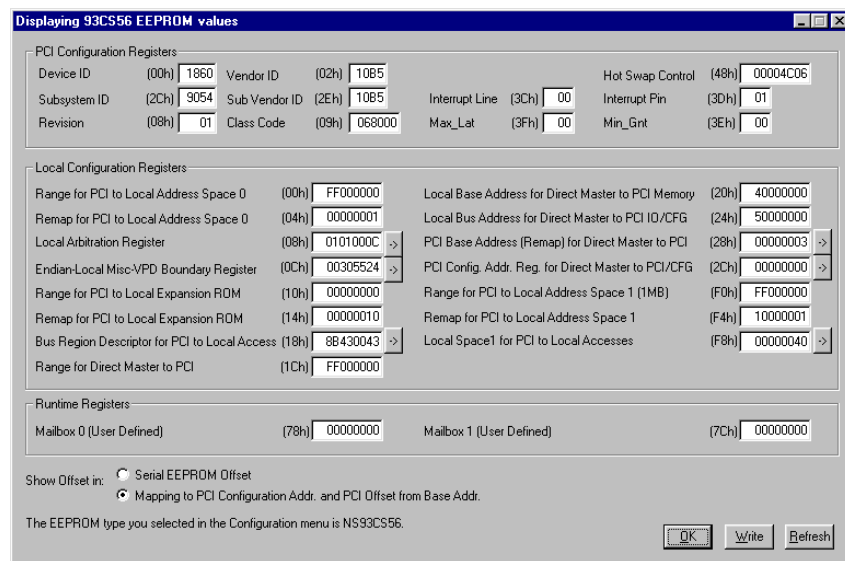 Displaying 93CS56 EEPROM values
PCI Configuration Registers
Device ID (00h) 1860 Vendor ID (02h) 10B5 Hot Swap Control (48h) 00004C06
Subsystem ID (2Ch) 9054 Sub Vendor ID (2Eh) 10B5 Interrupt Line (3Ch) 00 Interrupt Pin (3Dh) 01
Revision (08h) 01 Class Code (09h) 068000 Max_Lat (3Fh) 00 Min_Gnt (3Eh) 00
Local Configuration Registers
Range for PCI to Local Address Space 0 (00h) FF000000 Local Base Address for Direct Master to PCI Memory (20h) 40000000
Remap for PCI to Local Address Space 0 (04h) 00000001 Local Bus Address for Direct Master to PCI IO/CFG (24h) 50000000
Local Arbitration Register (08h) 0101000C -> PCI Base Address (Remap) for Direct Master to PCI (28h) 00000003 ->
Endian-Local Misc-VPD Boundary Register (0Ch) 00305524 -> PCI Config. Addr. Reg. for Direct Master to PCI/CFG (2Ch) 00000000 ->
Range for PCI to Local Expansion ROM (10h) 00000000 Range for PCI to Local Address Space 1 (1MB) (F0h) FF000000
Remap for PCI to Local Expansion ROM (14h) 00000010 Remap for PCI to Local Address Space 1 (F4h) 10000001
Bus Region Descriptor for PCI to Local Access (18h) 8B430043 -> Local Space1 for PCI to Local Accesses (F8h) 00000040 ->
Range for Direct Master to PCI (1Ch) FF000000
Runtime Registers
Mailbox 0 (User Defined) (78h) 00000000 Mailbox 1 (User Defined) (7Ch) 00000000
Show Offset in: Serial EEPROM Offset
Mapping to PCI Configuration Addr. and PCI Offset from Base Addr.
The EEPROM type you selected in the Configuration menu is NS93CS56.
OK Write Refresh